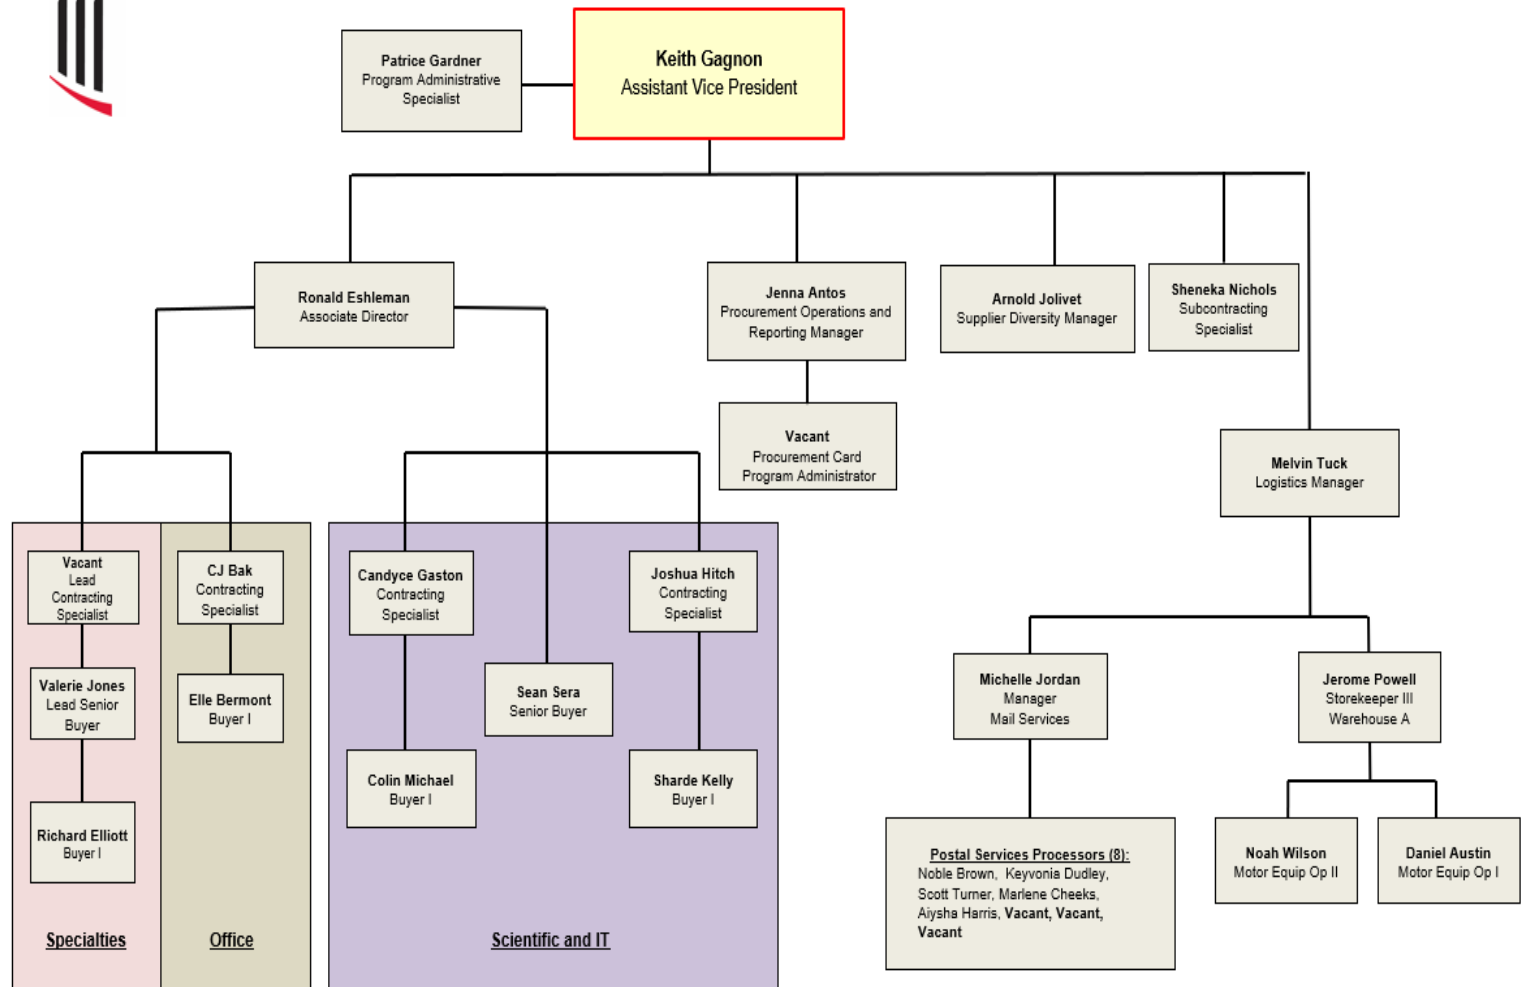 Patrice Gardner
Program Administrative
Specialist
Keith Gagnon
Assistant Vice President
Ronald Eshleman
Associate Director
Jenna Antos
Procurement Operations and
Reporting Manager
Arnold Jolivet
Supplier Diversity Manager
Sheneka Nichols
Subcontracting
Specialist
Vacant
Procurement Card
Program Administrator
Melvin Tuck
Logistics Manager
Vacant
Lead
Contracting
Specialist
CJ Bak
Contracting
Specialist
Candyce Gaston
Contracting
Specialist
Joshua Hitch
Contracting
Specialist
Valerie Jones
Lead Senior
Buyer
Elle Bermont
Buyer I
Sean Sera
Senior Buyer
Michelle Jordan
Manager
Mail Services
Jerome Powell
Storekeeper III
Warehouse A
Richard Elliott
Buyer I
Colin Michael
Buyer I
Sharde Kelly
Buyer I
Postal Services Processors (8):
Noble Brown, Keyvonia Dudley,
Scott Turner, Marlene Cheeks,
Aiysha Harris, Vacant, Vacant,
Vacant
Noah Wilson
Motor Equip Op II
Daniel Austin
Motor Equip Op I
Specialties
Office
Scientific and IT